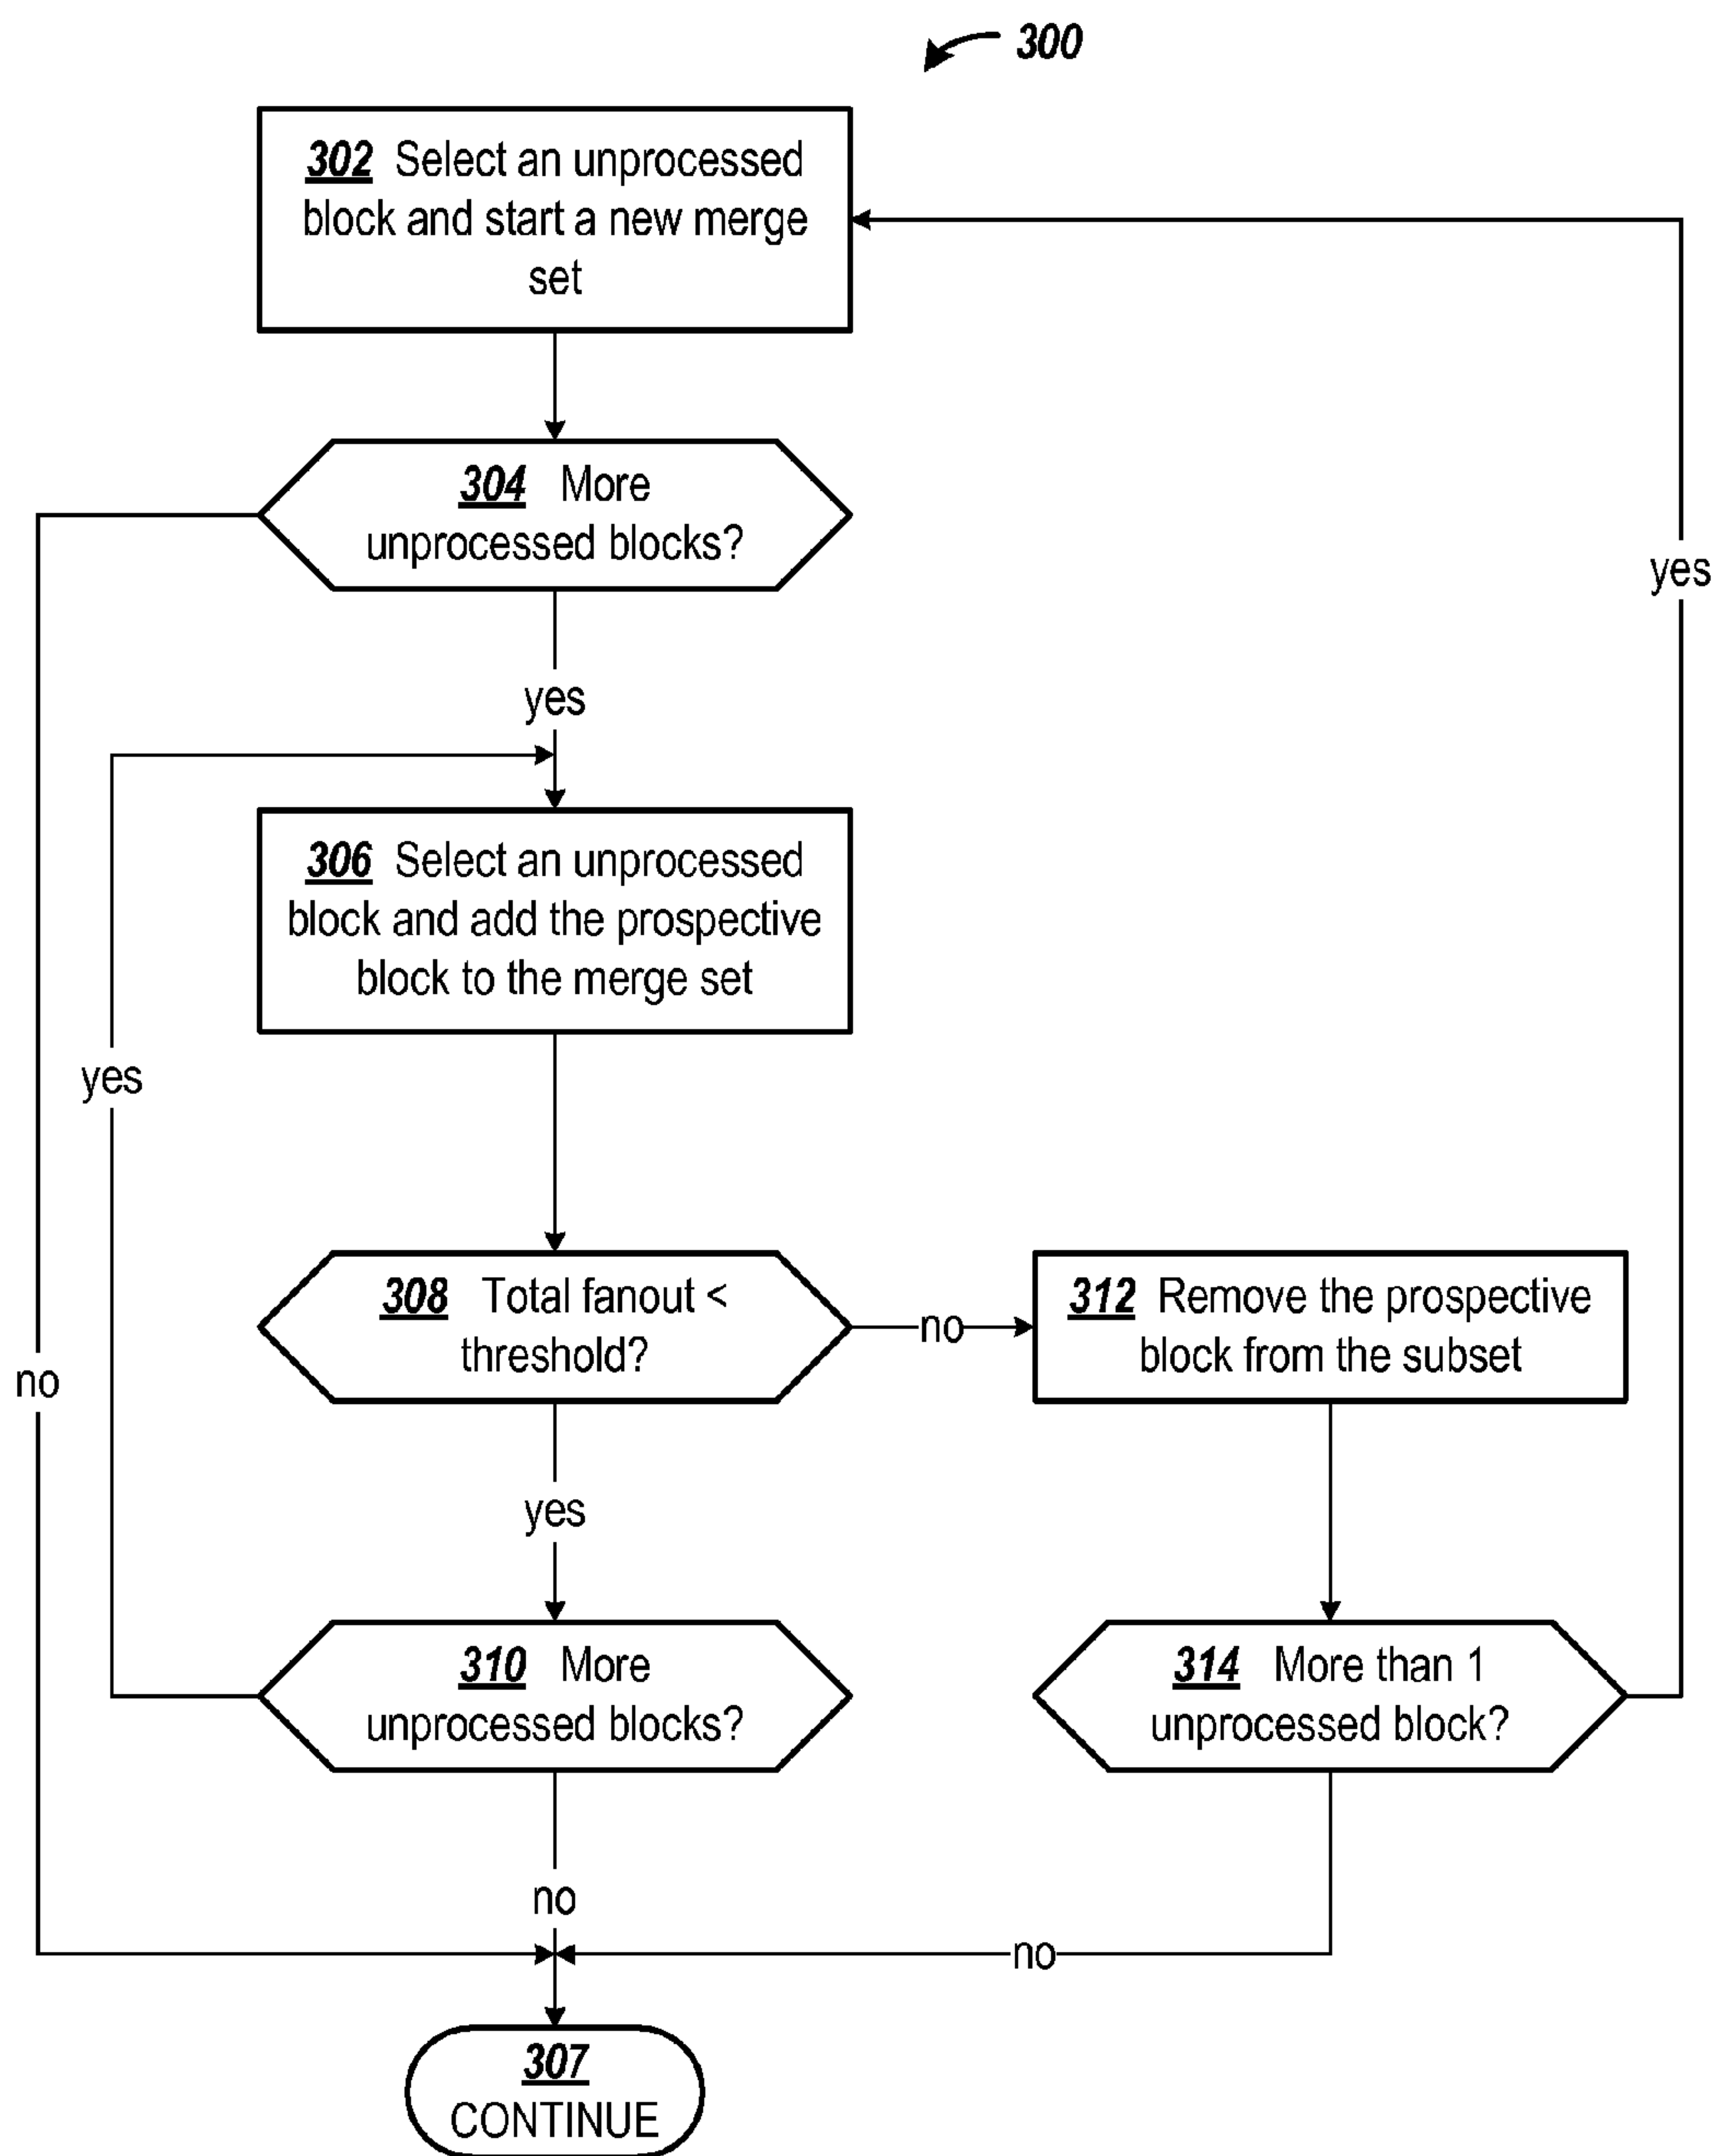 300
302 Select an unprocessed
block and start a new merge
set
304 More
unprocessed blocks?
yes
yes
306 Select an unprocessed
block and add the prospective
block to the merge set
yes
308 Total fanout <
threshold?
no
312 Remove the prospective
block from the subset
no
yes
310 More
unprocessed blocks?
314 More than 1
unprocessed block?
no
no
307
CONTINUE